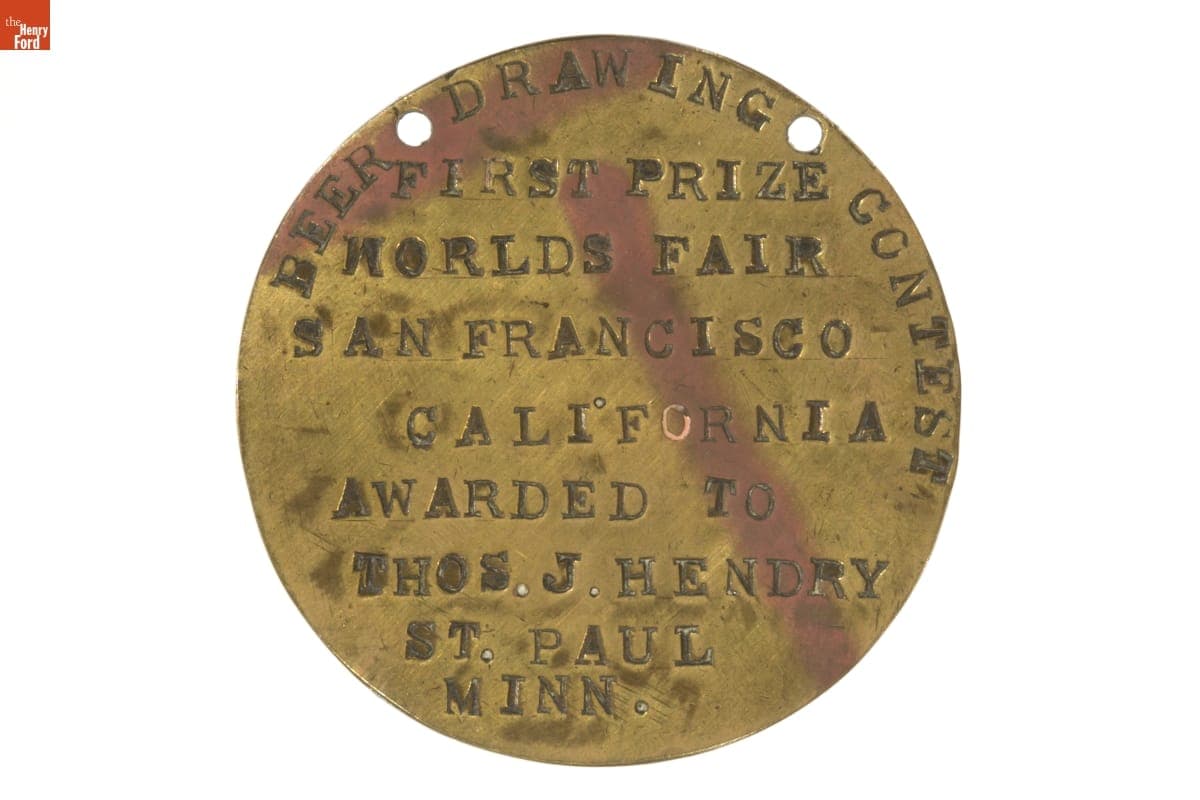 the
Henry
Ford
BEER DRAWING CONTEST
FIRST PRIZE
WORLDS FAIR
SAN FRANCISCO
CALIFORNIA
AWARDED TO
THOS. J. HENDRY
ST. PAUL
MINN.